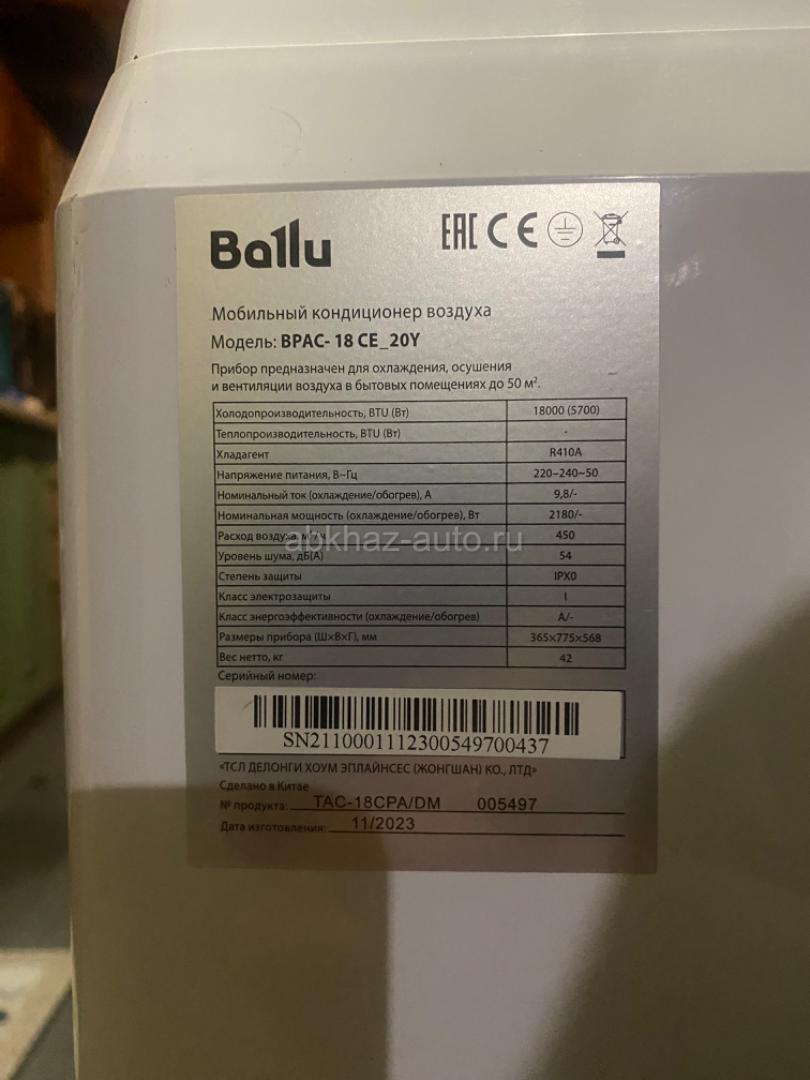 Ballu
EAC CE
Мобильный кондиционер воздуха
Модель: BPAC- 18 CE_20Y
Прибор предназначен для охлаждения, осушения
и вентиляции воздуха в бытовых помещениях до 50 м².
Холодопроизводительность, BTU (Вт) 18000 (5700)
Теплопроизводительность, BTU (Вт) -
Хладагент R410A
Напряжение питания, В~Гц 220–240~50
Номинальный ток (охлаждение/обогрев), А 9,8/-
Номинальная мощность (охлаждение/обогрев), Вт 2180/-
Расход воздуха, м³/ч 450
abkhaz-auto.ru
Уровень шума, дБ(А) 54
Степень защиты IPX0
Класс электрозащиты I
Класс энергоэффективности (охлаждение/обогрев) A/-
Размеры прибора (Ш×В×Г), мм 365×775×568
Вес нетто, кг 42
Серийный номер:
SN2110001112300549700437
«ТСЛ ДЕЛОНГИ ХОУМ ЭПЛАЙНСЕС (ЖОНГШАН) КО., ЛТД»
Сделано в Китае
№ продукта: TAC-18CPA/DM 005497
Дата изготовления: 11/2023